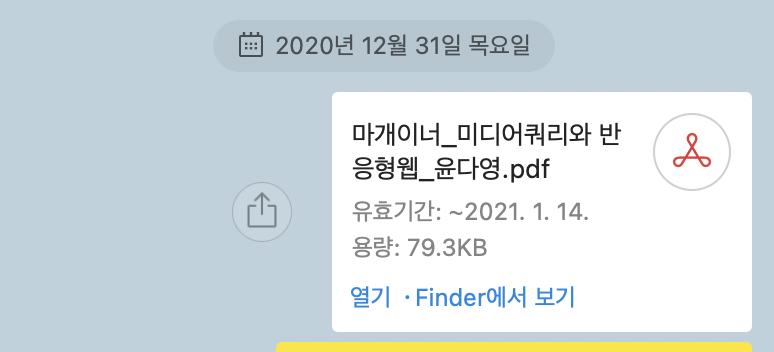 2020년 12월 31일 목요일
마개이너_미디어쿼리와 반
응형웹_윤다영.pdf
유효기간: ~2021. 1. 14.
용량: 79.3KB
열기 · Finder에서 보기